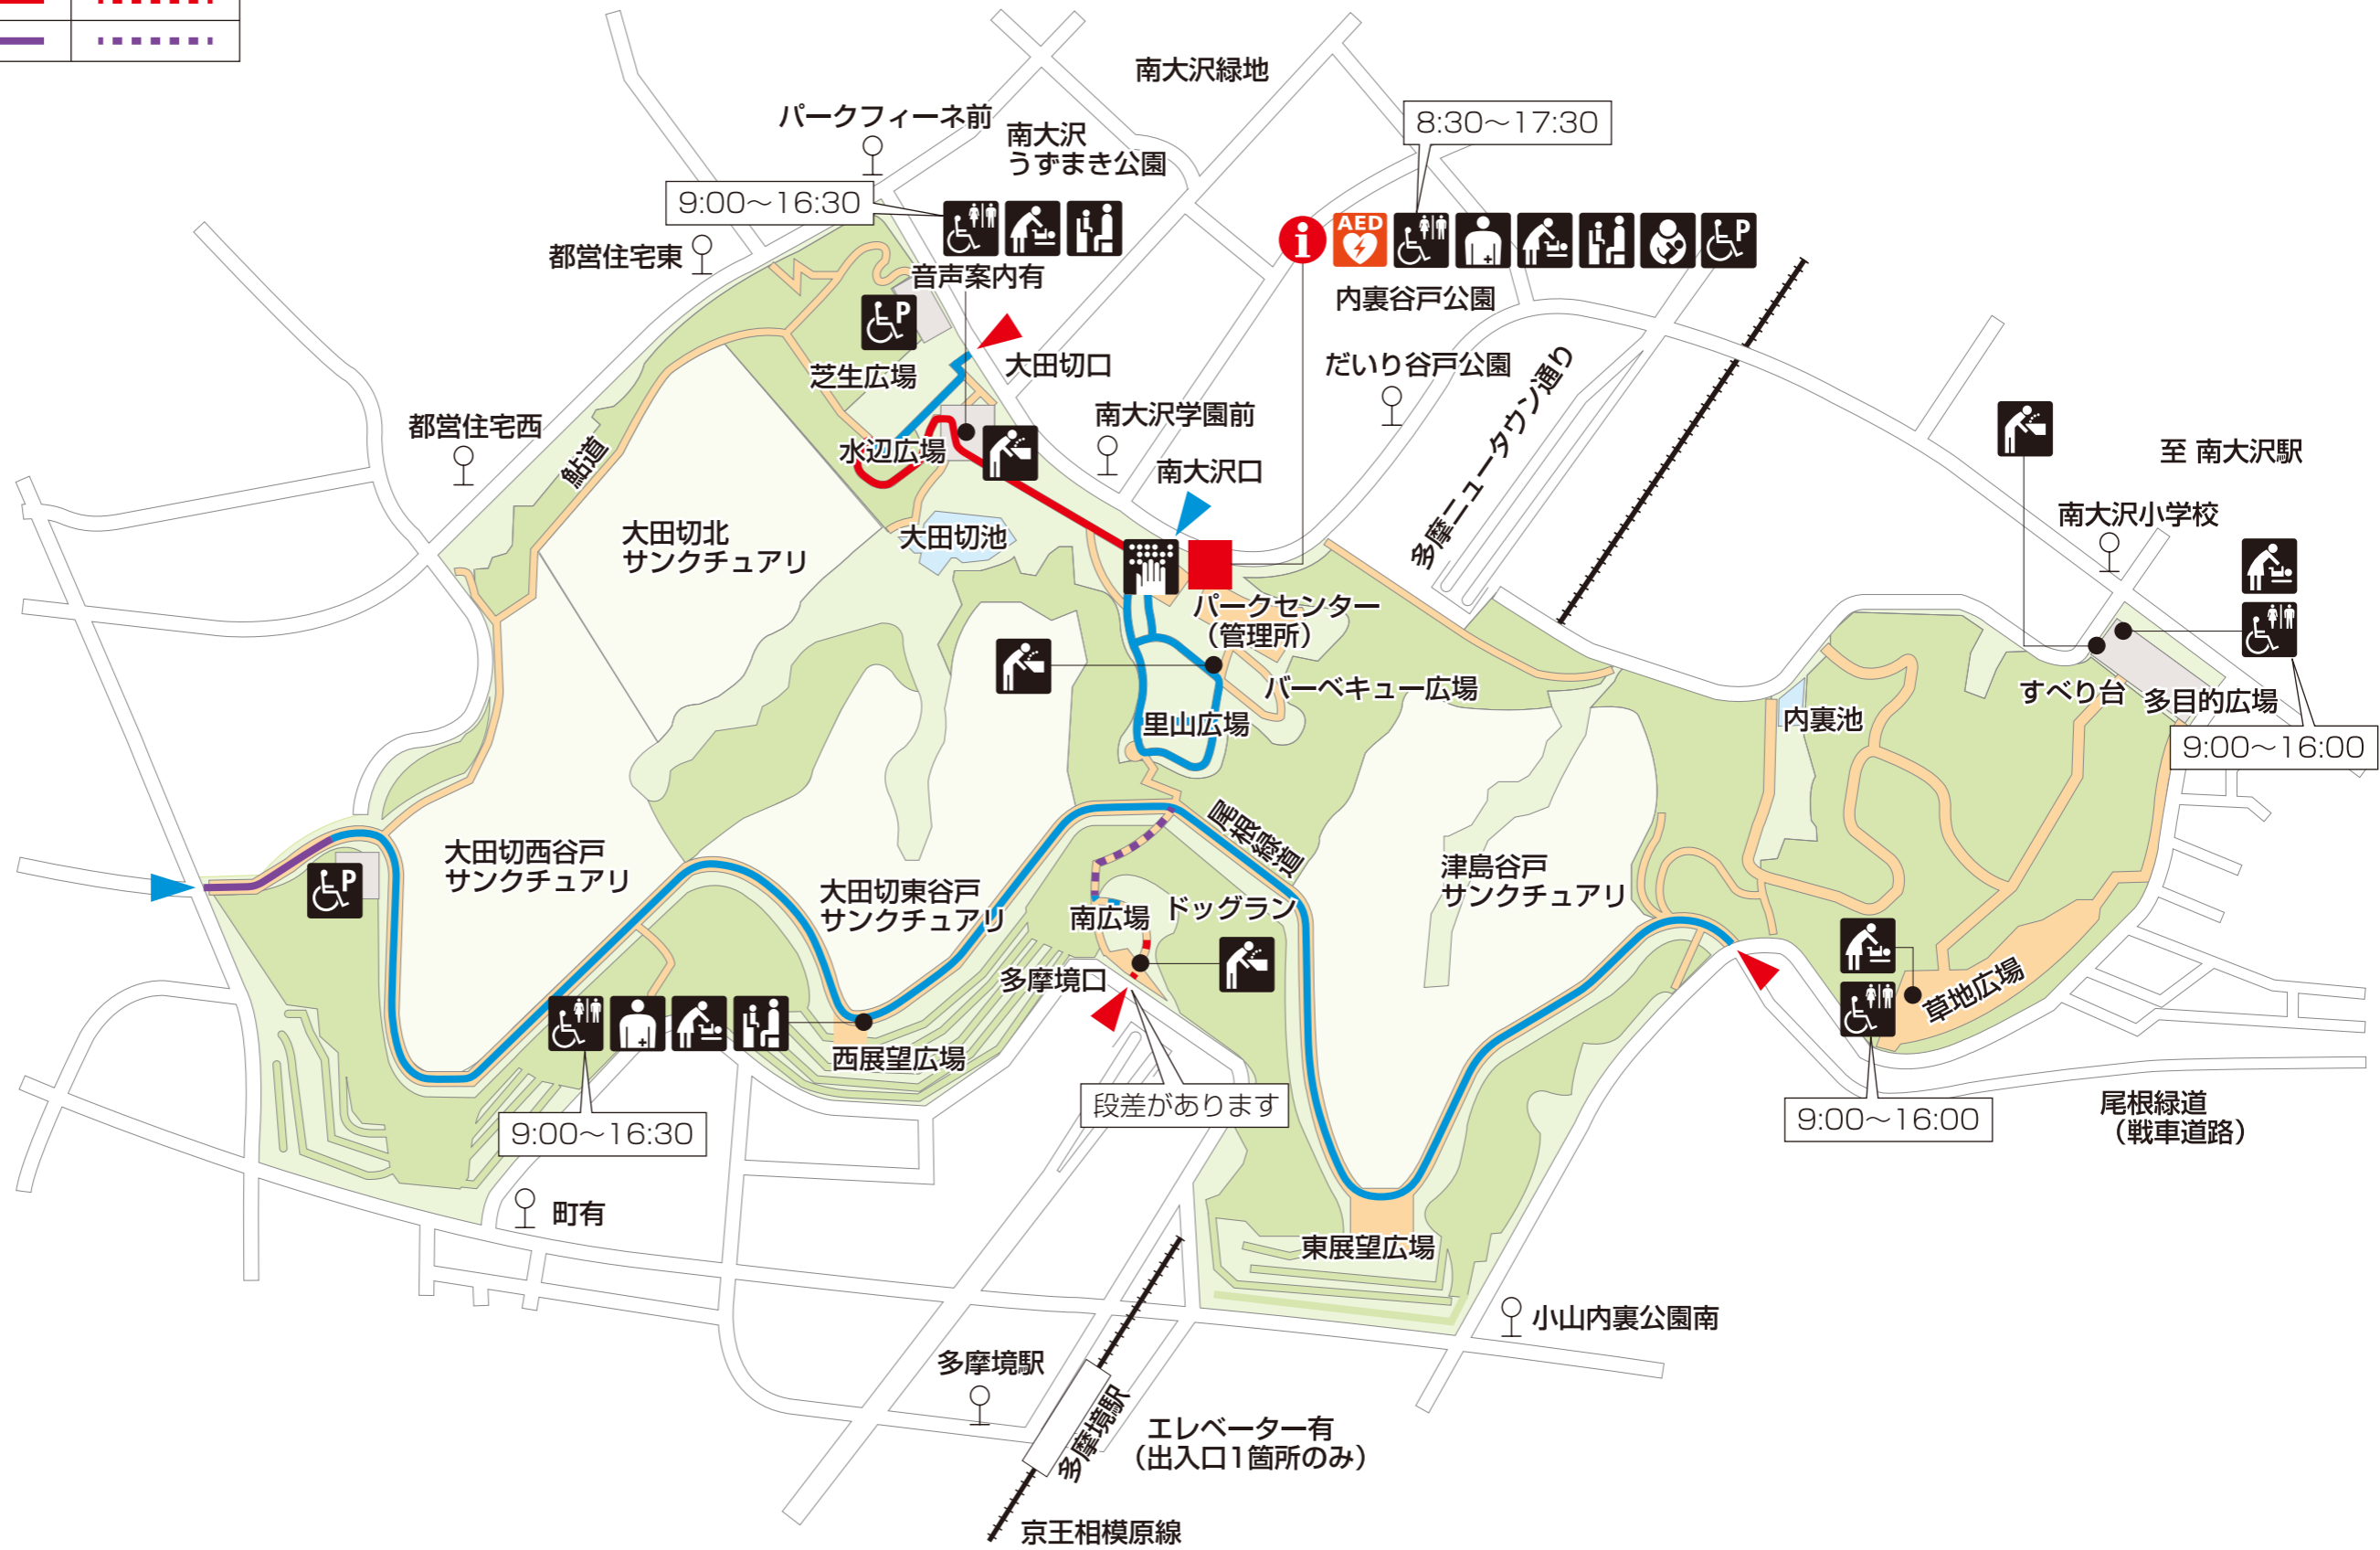 南大沢緑地
パークフィーネ前
南大沢
うずまき公園
8:30～17:30
9:00～16:30
AED
i
P
都営住宅東
音声案内有
内裏谷戸公園
P
大田切口
芝生広場
だいり谷戸公園
多摩ニュータウン通り
都営住宅西
南大沢学園前
鮎道
水辺広場
南大沢口
至 南大沢駅
南大沢小学校
大田切北
サンクチュアリ
大田切池
パークセンター
（管理所）
バーベキュー広場
すべり台
多目的広場
里山広場
内裏池
9:00～16:00
尾根緑道
大田切西谷戸
サンクチュアリ
P
大田切東谷戸
サンクチュアリ
津島谷戸
サンクチュアリ
南広場
ドッグラン
多摩境口
草地広場
西展望広場
段差があります
9:00～16:30
9:00～16:00
尾根緑道
（戦車道路）
町有
東展望広場
小山内裏公園南
多摩境駅
多摩境駅
エレベーター有
（出入口1箇所のみ）
京王相模原線